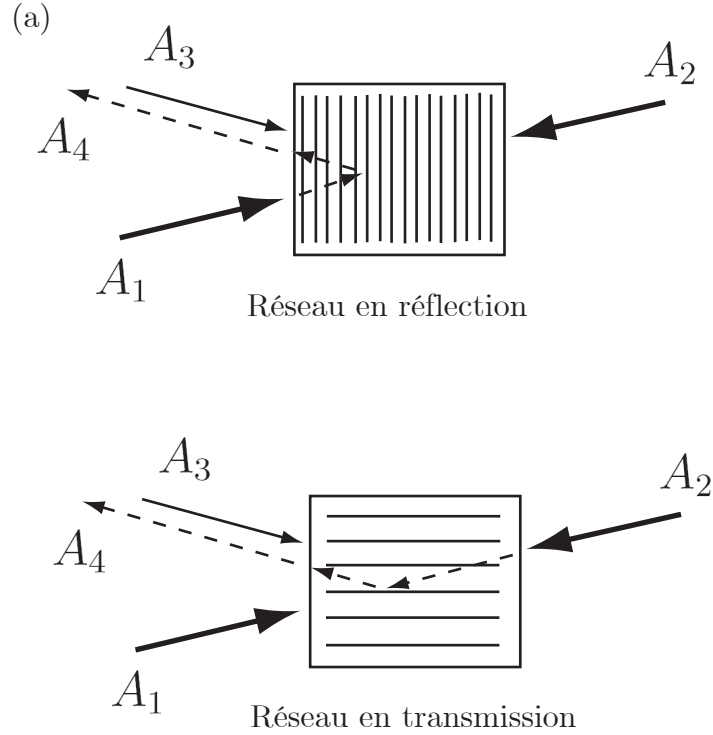 (a)
A3
A2
A4
A1
Réseau en réflection
A3
A2
A4
A1
Réseau en transmission